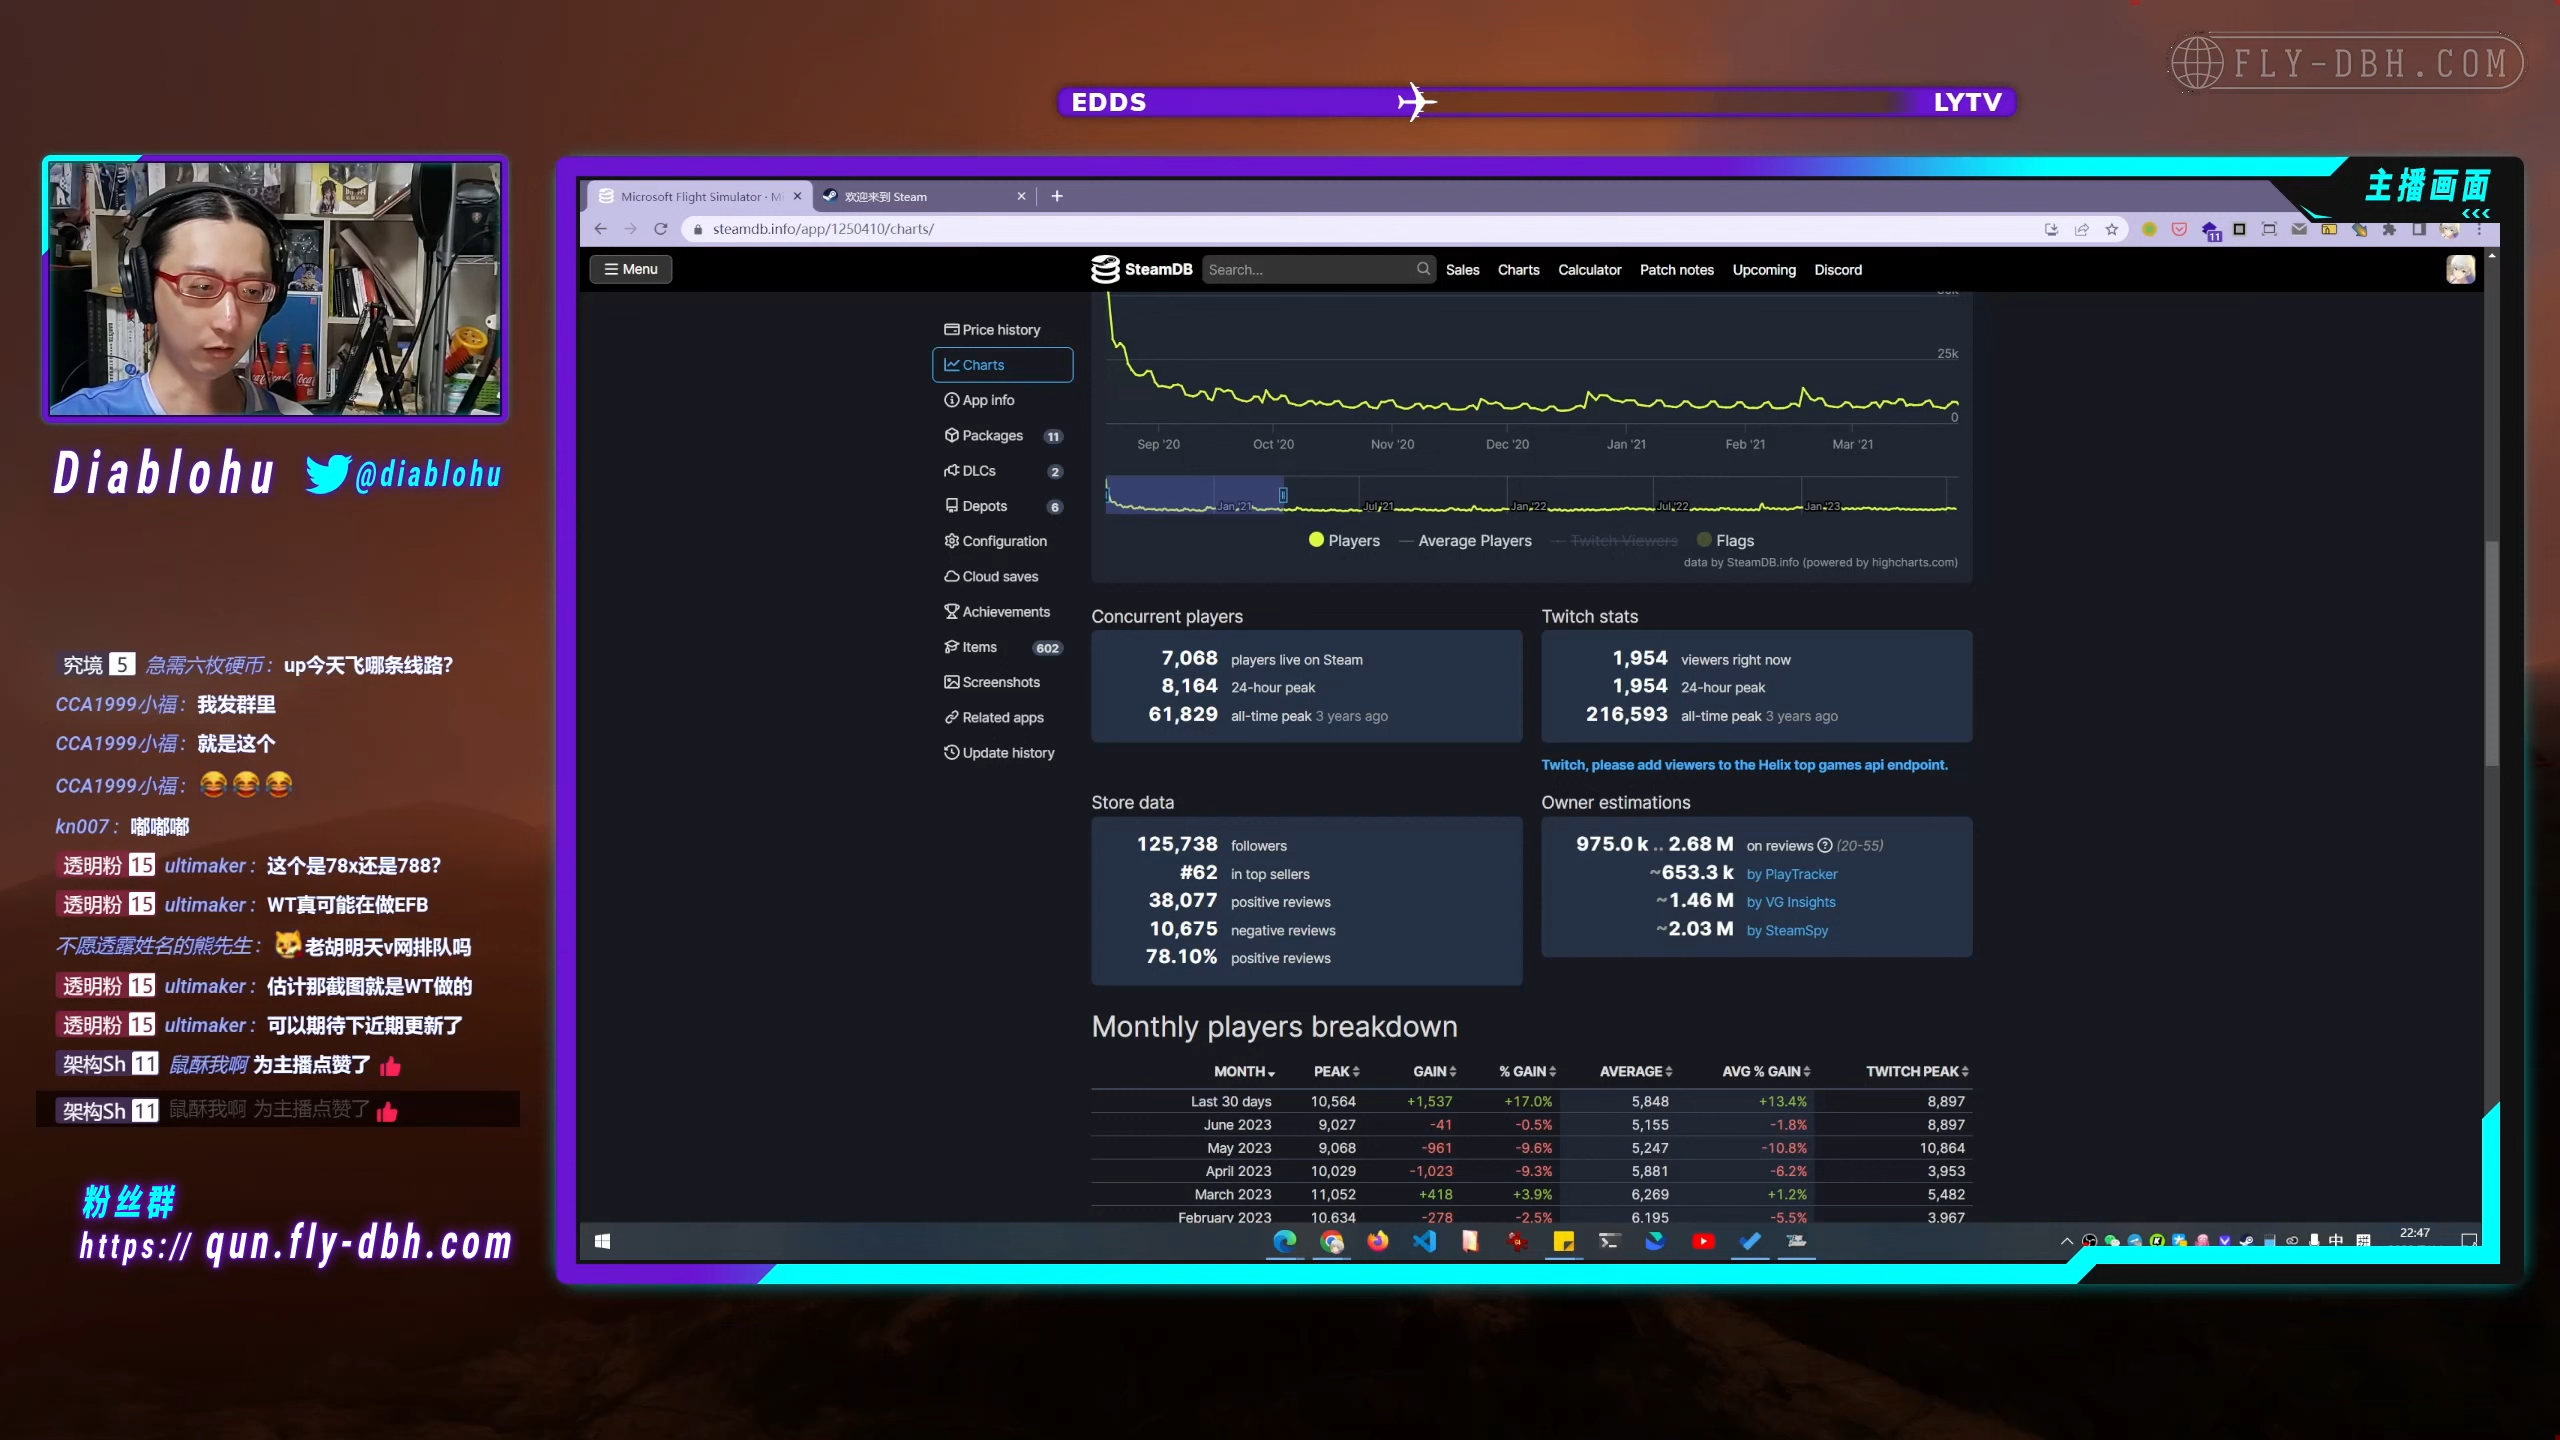 FLY-DBH.COM
EDDS
LYTV
主播画面
<<<
Diablohu
@diablohu
究境 5 急需六枚硬币： up今天飞哪条线路？
CCA1999小福： 我发群里
CCA1999小福： 就是这个
CCA1999小福： 😂😂😂
kn007： 嘟嘟嘟
透明粉 15 ultimaker： 这个是78x还是788？
透明粉 15 ultimaker： WT真可能在做EFB
不愿透露姓名的熊先生： 老胡明天v网排队吗
透明粉 15 ultimaker： 估计那截图就是WT做的
透明粉 15 ultimaker： 可以期待下近期更新了
架构Sh 11 鼠酥我啊 为主播点赞了
架构Sh 11 鼠酥我啊 为主播点赞了
粉丝群
https:// qun.fly-dbh.com
Microsoft Flight Simulator · M
欢迎来到 Steam
steamdb.info/app/1250410/charts/
11
Menu
SteamDB
Search...
Sales
Charts
Calculator
Patch notes
Upcoming
Discord
Price history
Charts
App info
Packages 11
DLCs 2
Depots 6
Configuration
Cloud saves
Achievements
Items 602
Screenshots
Related apps
Update history
25k
0
Sep '20 Oct '20 Nov '20 Dec '20 Jan '21 Feb '21 Mar '21
Jan '21 Jul '21 Jan '22 Jul '22 Jan '23
Players Average Players Twitch Viewers Flags
data by SteamDB.info (powered by highcharts.com)
Concurrent players
7,068 players live on Steam
8,164 24-hour peak
61,829 all-time peak 3 years ago
Twitch stats
1,954 viewers right now
1,954 24-hour peak
216,593 all-time peak 3 years ago
Twitch, please add viewers to the Helix top games api endpoint.
Store data
125,738 followers
#62 in top sellers
38,077 positive reviews
10,675 negative reviews
78.10% positive reviews
Owner estimations
975.0 k .. 2.68 M on reviews (20-55)
~653.3 k by PlayTracker
~1.46 M by VG Insights
~2.03 M by SteamSpy
Monthly players breakdown
MONTH PEAK GAIN % GAIN AVERAGE AVG % GAIN TWITCH PEAK
Last 30 days 10,564 +1,537 +17.0% 5,848 +13.4% 8,897
June 2023 9,027 -41 -0.5% 5,155 -1.8% 8,897
May 2023 9,068 -961 -9.6% 5,247 -10.8% 10,864
April 2023 10,029 -1,023 -9.3% 5,881 -6.2% 3,953
March 2023 11,052 +418 +3.9% 6,269 +1.2% 5,482
February 2023 10,634 -278 -2.5% 6,195 -5.5% 3,967
中
22:47